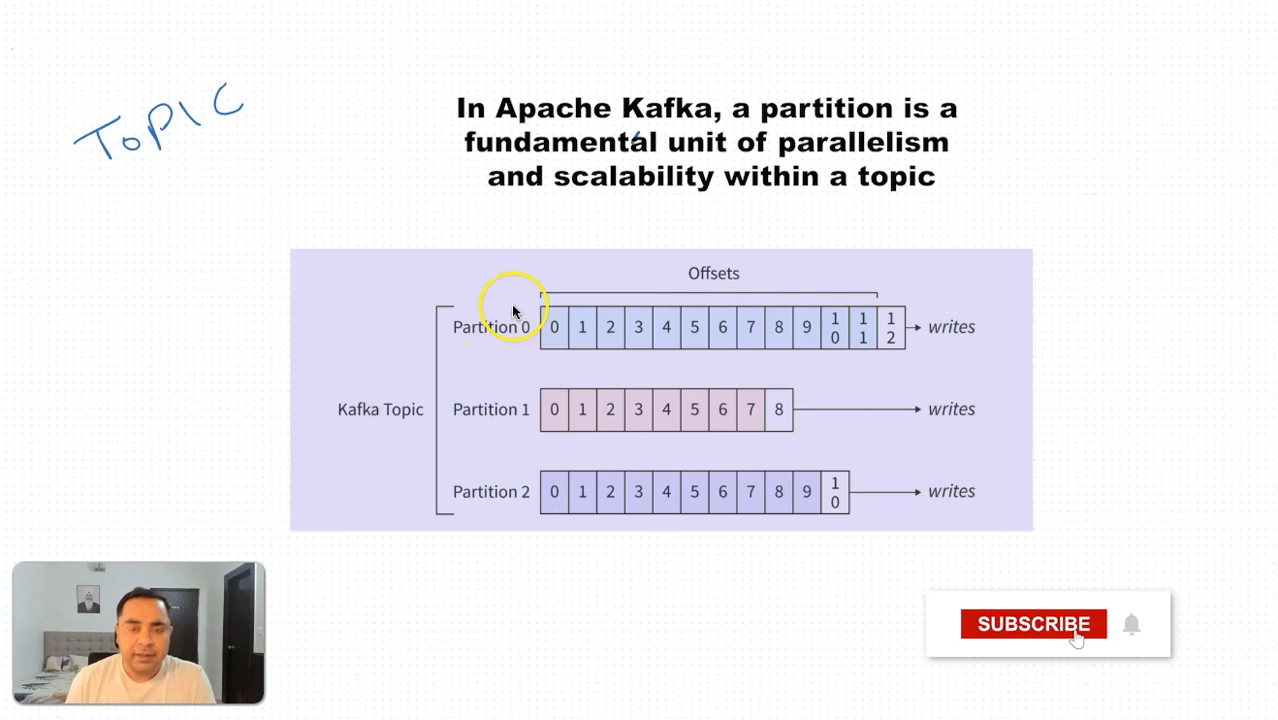 TOPIC
In Apache Kafka, a partition is a
fundamental unit of parallelism
and scalability within a topic
Offsets
Partition 0 0 1 2 3 4 5 6 7 8 9 10 11 12 writes
Kafka Topic Partition 1 0 1 2 3 4 5 6 7 8 writes
Partition 2 0 1 2 3 4 5 6 7 8 9 10 writes
SUBSCRIBE